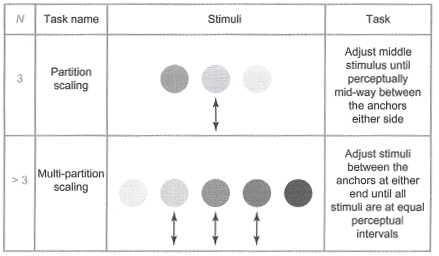 N Task name Stimuli Task
3
Partition
scaling
Adjust middle
stimulus until
perceptually
mid-way between
the anchors
either side
> 3
Multi-partition
scaling
Adjust stimuli
between the
anchors at either
end until all
stimuli are at equal
perceptual
intervals